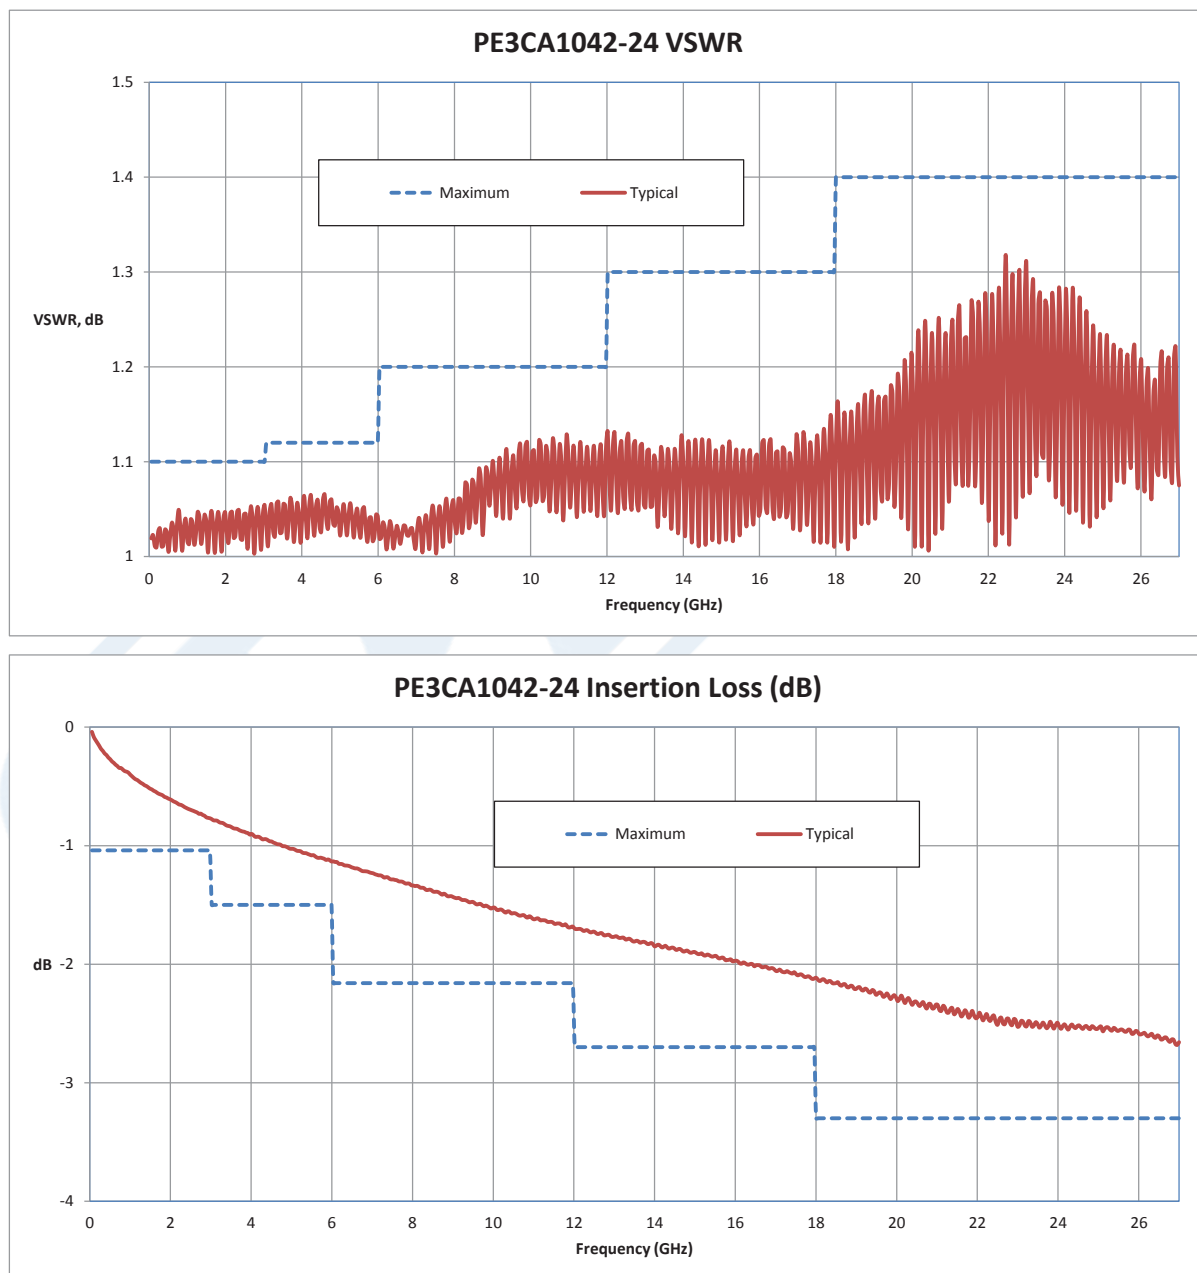 PE3CA1042-24 VSWR
1.5
1.4
1.3
1.2
1.1
1
VSWR, dB
Maximum Typical
0 2 4 6 8 10 12 14 16 18 20 22 24 26
Frequency (GHz)
PE3CA1042-24 Insertion Loss (dB)
0
-1
-2
-3
-4
dB
Maximum Typical
0 2 4 6 8 10 12 14 16 18 20 22 24 26
Frequency (GHz)